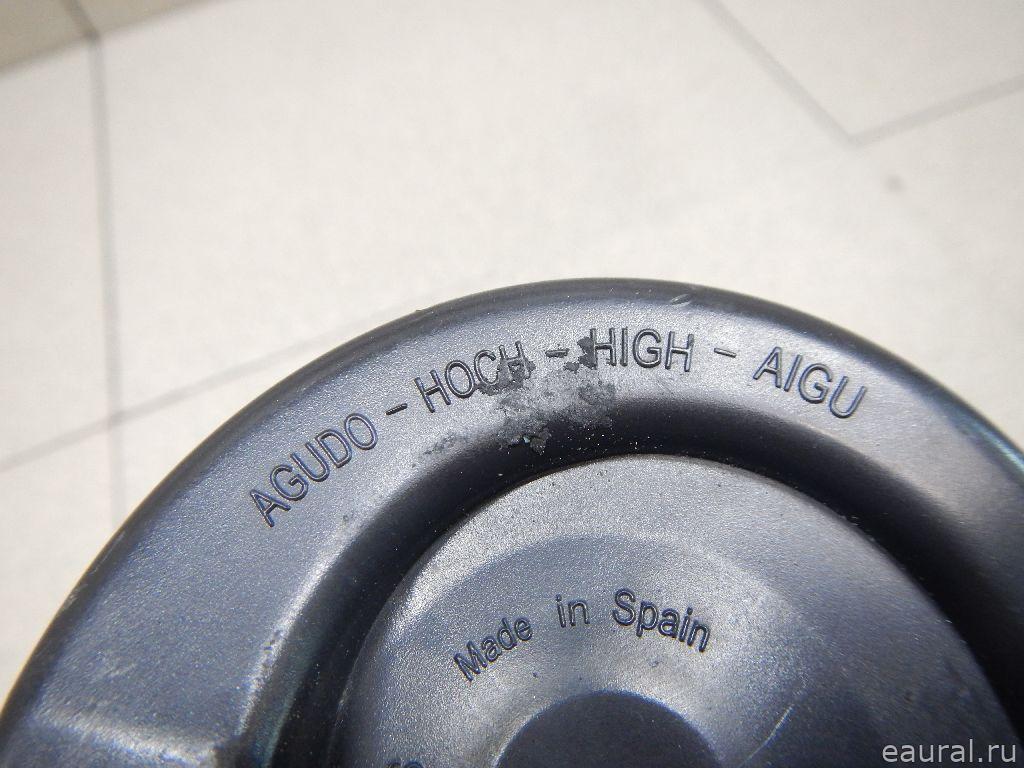 AGUDO - HOCH - HIGH - AIGU
Made in Spain
eaural.ru